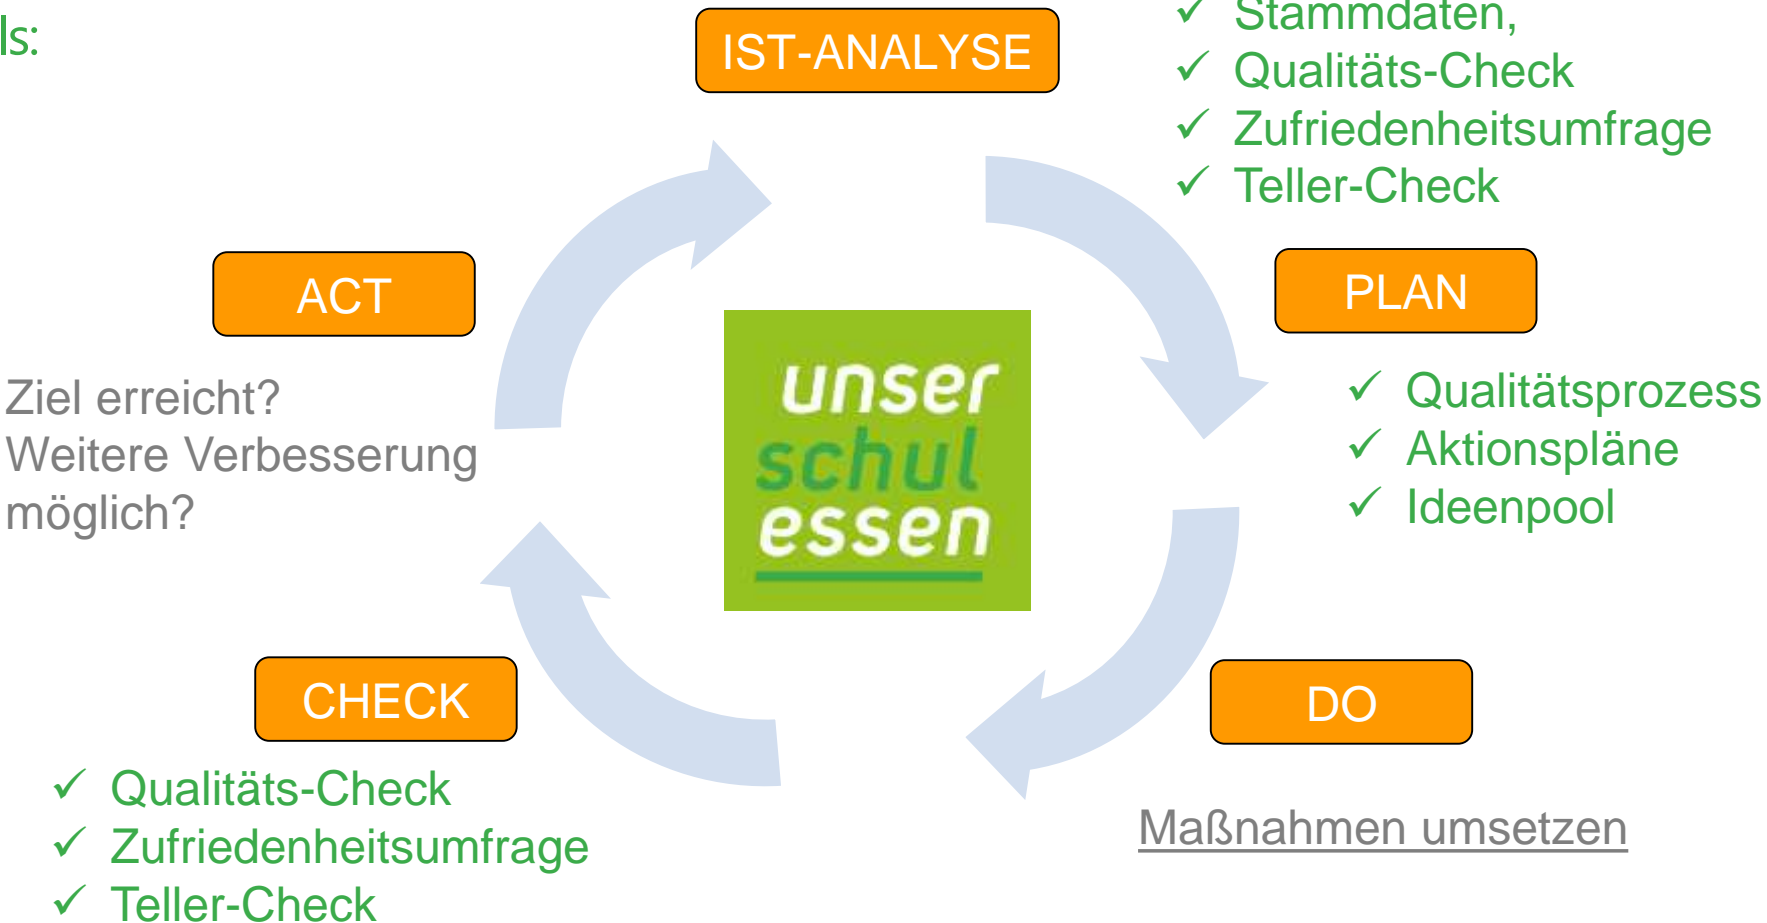 ls:
IST-ANALYSE
✓ Stammdaten,
✓ Qualitäts-Check
✓ Zufriedenheitsumfrage
✓ Teller-Check
PLAN
✓ Qualitätsprozess
✓ Aktionspläne
✓ Ideenpool
DO
Maßnahmen umsetzen
CHECK
✓ Qualitäts-Check
✓ Zufriedenheitsumfrage
✓ Teller-Check
ACT
Ziel erreicht?
Weitere Verbesserung
möglich?
unser
schul
essen